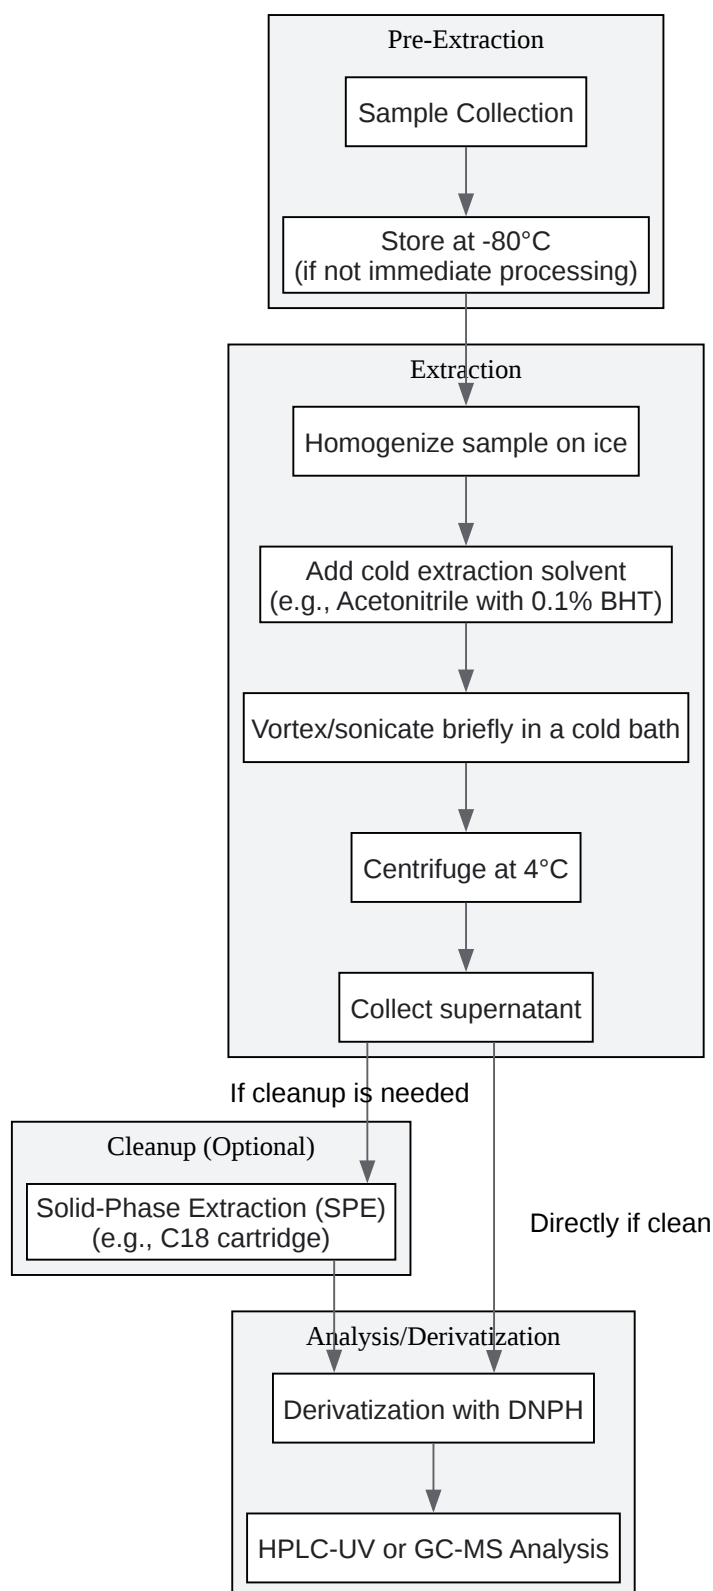 Pre-Extraction
Sample Collection
Store at -80°C
(if not immediate processing)
Extraction
Homogenize sample on ice
Add cold extraction solvent
(e.g., Acetonitrile with 0.1% BHT)
Vortex/sonicate briefly in a cold bath
Centrifuge at 4°C
Collect supernatant
If cleanup is needed
Cleanup (Optional)
Solid-Phase Extraction (SPE)
(e.g., C18 cartridge)
Directly if clean
Analysis/Derivatization
Derivatization with DNPH
HPLC-UV or GC-MS Analysis